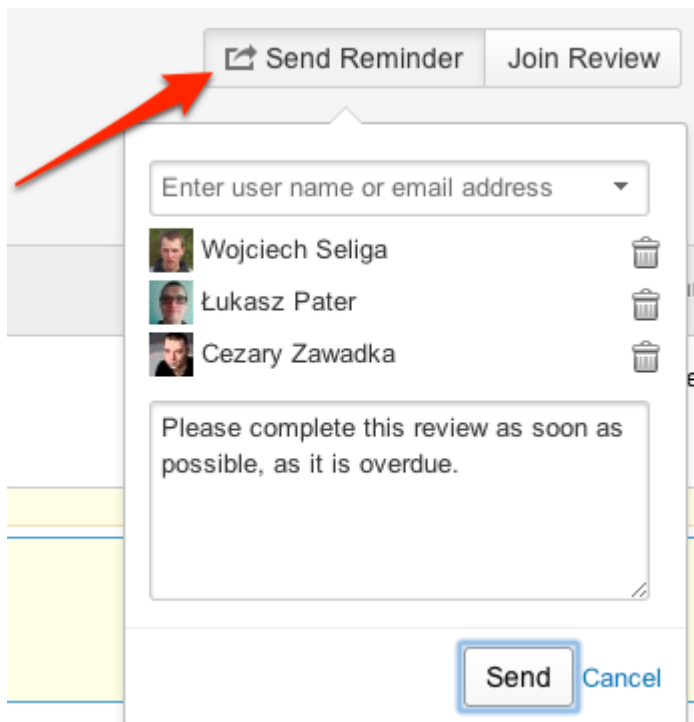 Send Reminder
Join Review
Enter user name or email address
Wojciech Seliga
Łukasz Pater
Cezary Zawadka
Please complete this review as soon as
possible, as it is overdue.
Send
Cancel